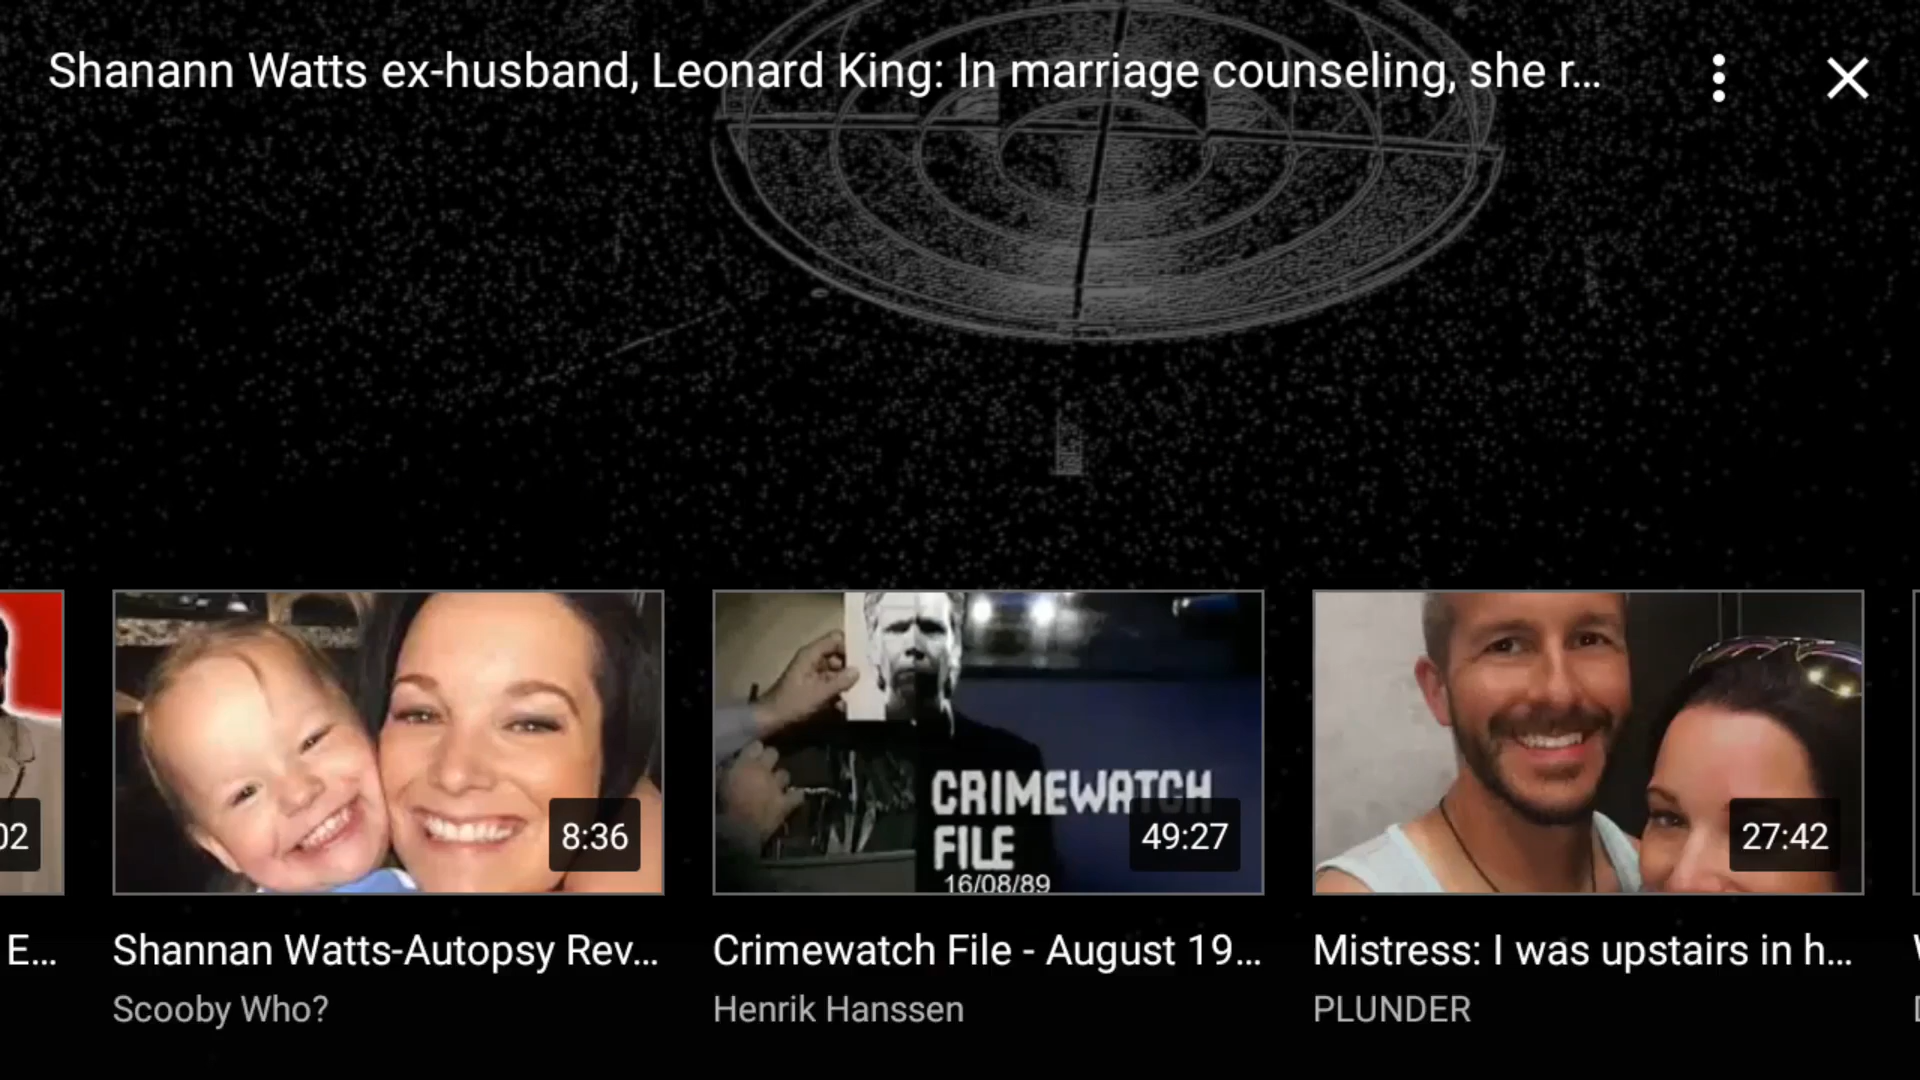 Shanann Watts ex-husband, Leonard King: In marriage counseling, she r...
02
8:36
CRIMEWATCH
FILE
16/08/89
49:27
27:42
E...
Shannan Watts-Autopsy Rev...
Crimewatch File - August 19...
Mistress: I was upstairs in h...
Scooby Who?
Henrik Hanssen
PLUNDER